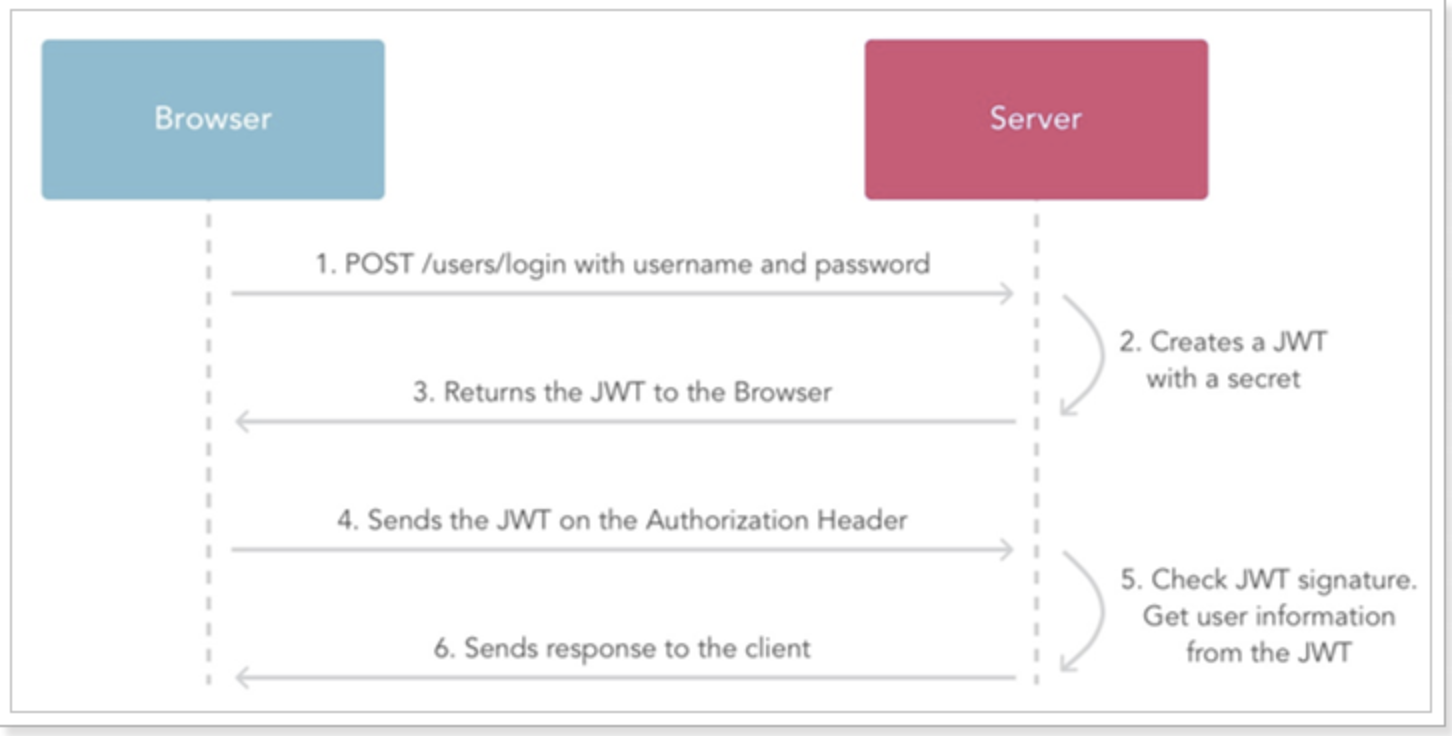 Browser
Server
1. POST /users/login with username and password
2. Creates a JWT
with a secret
3. Returns the JWT to the Browser
4. Sends the JWT on the Authorization Header
5. Check JWT signature.
Get user information
from the JWT
6. Sends response to the client